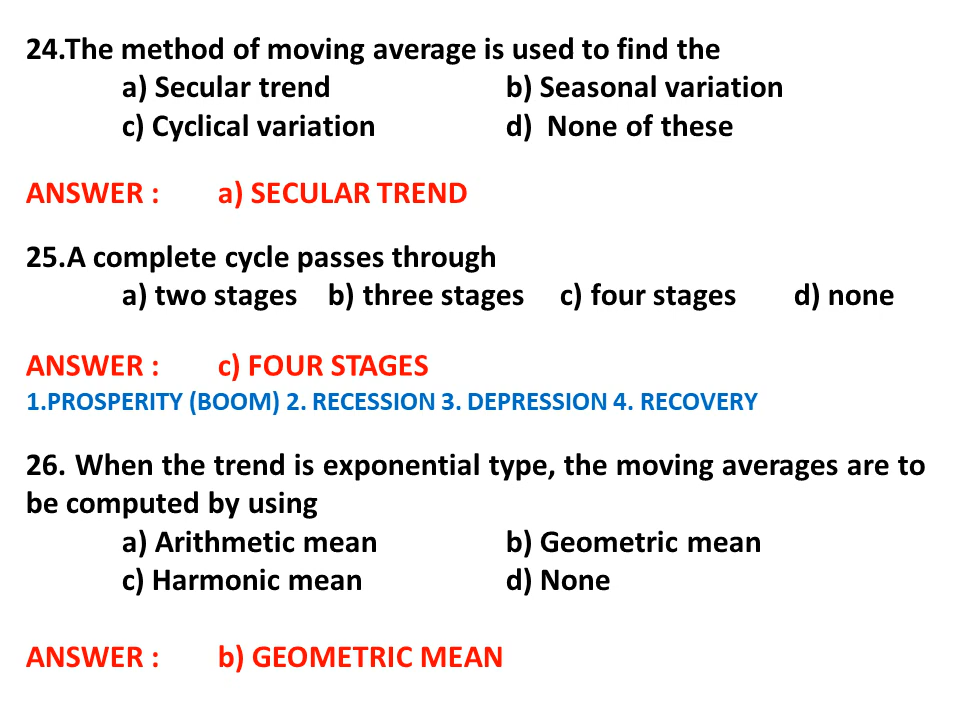 24.The method of moving average is used to find the
a) Secular trend b) Seasonal variation
c) Cyclical variation d) None of these
ANSWER : a) SECULAR TREND
25.A complete cycle passes through
a) two stages b) three stages c) four stages d) none
ANSWER : c) FOUR STAGES
1.PROSPERITY (BOOM) 2. RECESSION 3. DEPRESSION 4. RECOVERY
26. When the trend is exponential type, the moving averages are to
be computed by using
a) Arithmetic mean b) Geometric mean
c) Harmonic mean d) None
ANSWER : b) GEOMETRIC MEAN